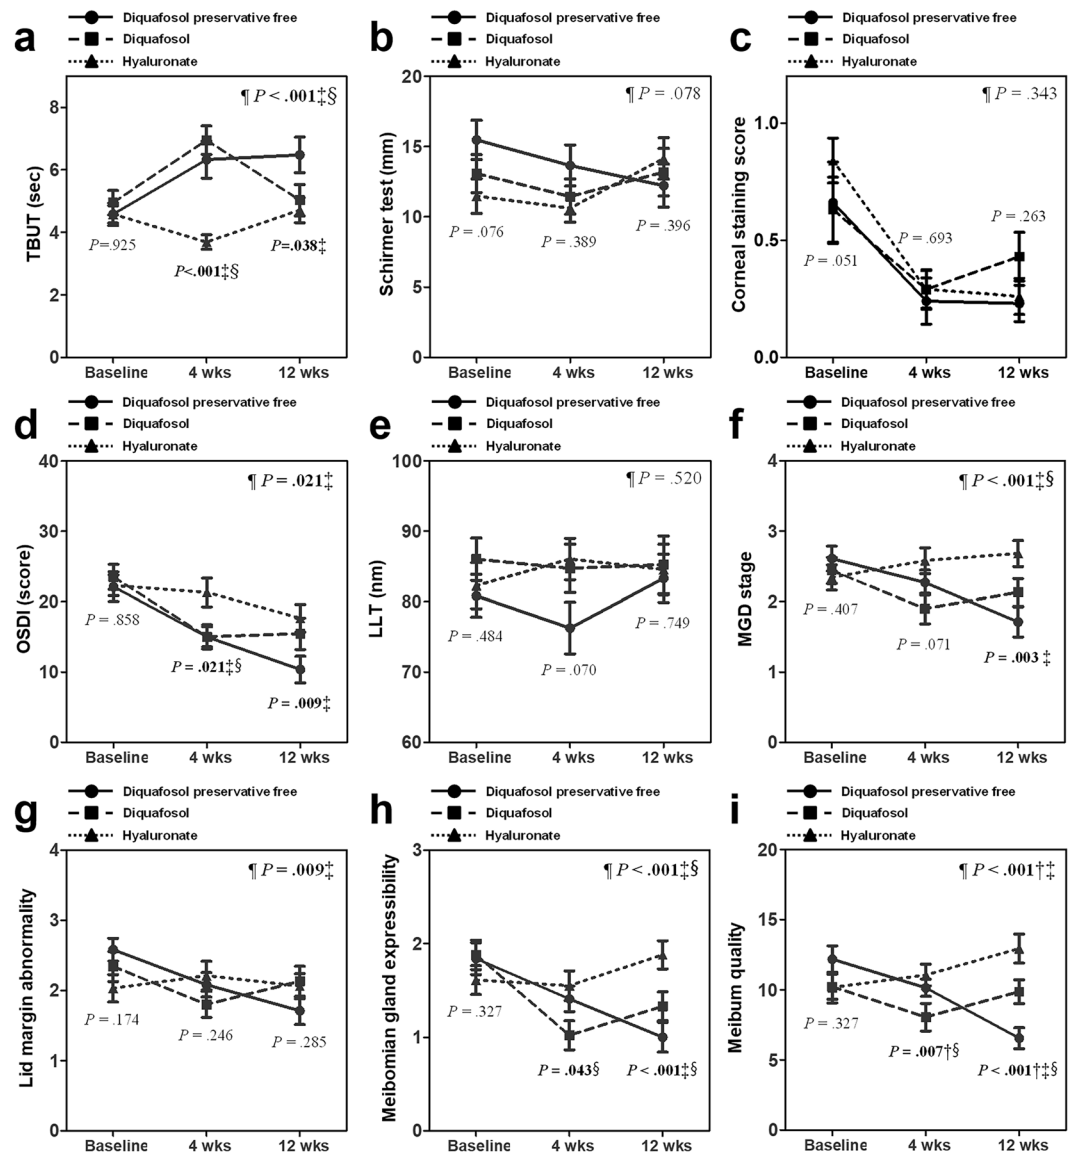 a
Diquafosol preservative free
Diquafosol
Hyaluronate
¶ P < .001‡§
TBUT (sec)
8
6
4
2
0
P=.925
P<.001‡§
P=.038‡
Baseline
4 wks
12 wks
b
Diquafosol preservative free
Diquafosol
Hyaluronate
¶ P = .078
Schirmer test (mm)
20
15
10
5
0
P = .076
P = .389
P = .396
Baseline
4 wks
12 wks
c
Diquafosol preservative free
Diquafosol
Hyaluronate
¶ P = .343
Corneal staining score
1.0
0.5
0.0
P = .051
P = .693
P = .263
Baseline
4 wks
12 wks
d
Diquafosol preservative free
Diquafosol
Hyaluronate
¶ P = .021‡
OSDI (score)
40
30
20
10
0
P = .858
P = .021‡§
P = .009‡
Baseline
4 wks
12 wks
e
Diquafosol preservative free
Diquafosol
Hyaluronate
¶ P = .520
LLT (nm)
100
90
80
70
60
P = .484
P = .070
P = .749
Baseline
4 wks
12 wks
f
Diquafosol preservative free
Diquafosol
Hyaluronate
¶ P < .001‡§
MGD stage
4
3
2
1
0
P = .407
P = .071
P = .003 ‡
Baseline
4 wks
12 wks
g
Diquafosol preservative free
Diquafosol
Hyaluronate
¶ P = .009‡
Lid margin abnormality
4
3
2
1
0
P = .174
P = .246
P = .285
Baseline
4 wks
12 wks
h
Diquafosol preservative free
Diquafosol
Hyaluronate
¶ P < .001‡§
Meibomian gland expressibility
3
2
1
0
P = .327
P = .043§
P < .001‡§
Baseline
4 wks
12 wks
i
Diquafosol preservative free
Diquafosol
Hyaluronate
¶ P < .001†‡
Meibum quality
20
15
10
5
0
P = .327
P = .007†§
P < .001†‡§
Baseline
4 wks
12 wks